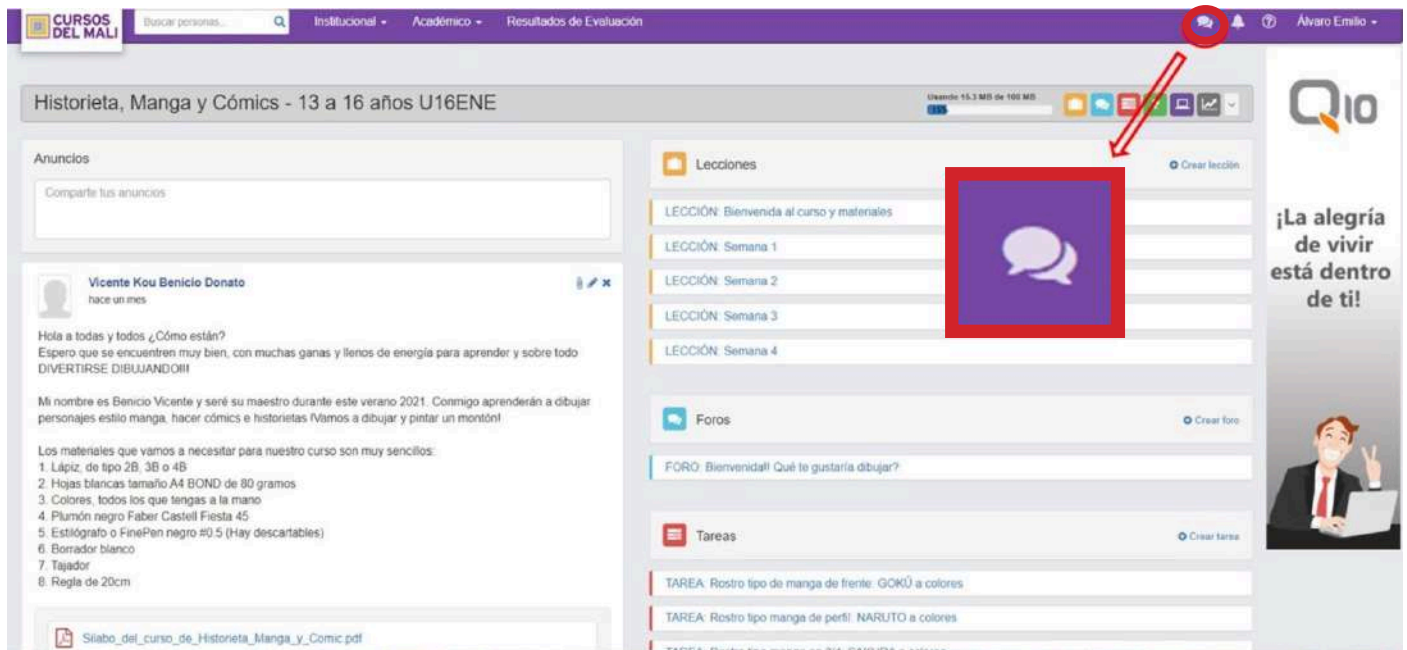 CURSOS
DEL MALI
Buscar personas...
Institucional
Académico
Resultados de Evaluación
Álvaro Emilio
Historieta, Manga y Cómics - 13 a 16 años U16ENE
Usando 15.3 MB de 100 MB
Anuncios
Comparte tus anuncios
Vicente Kou Benicio Donato
hace un mes
Hola a todas y todos ¿Cómo están?
Espero que se encuentren muy bien, con muchas ganas y llenos de energía para aprender y sobre todo
DIVERTIRSE DIBUJANDO!!!
Mi nombre es Benicio Vicente y seré su maestro durante este verano 2021. Conmigo aprenderán a dibujar
personajes estilo manga, hacer cómics e historietas !Vamos a dibujar y pintar un montón!
Los materiales que vamos a necesitar para nuestro curso son muy sencillos:
1. Lápiz, de tipo 2B, 3B o 4B
2. Hojas blancas tamaño A4 BOND de 80 gramos
3. Colores, todos los que tengas a la mano
4. Plumón negro Faber Castell Fiesta 45
5. Estilógrafo o FinePen negro #0.5 (Hay descartables)
6. Borrador blanco
7. Tajador
8. Regla de 20cm
Silabo_del_curso_de_Historieta_Manga_y_Comic.pdf
Lecciones
Crear lección
LECCIÓN: Bienvenida al curso y materiales
LECCIÓN: Semana 1
LECCIÓN: Semana 2
LECCIÓN: Semana 3
LECCIÓN: Semana 4
Foros
Crear foro
FORO: Bienvenida!! Qué te gustaría dibujar?
Tareas
Crear tarea
TAREA: Rostro tipo de manga de frente: GOKÚ a colores
TAREA: Rostro tipo manga de perfil: NARUTO a colores
Q10
¡La alegría
de vivir
está dentro
de ti!